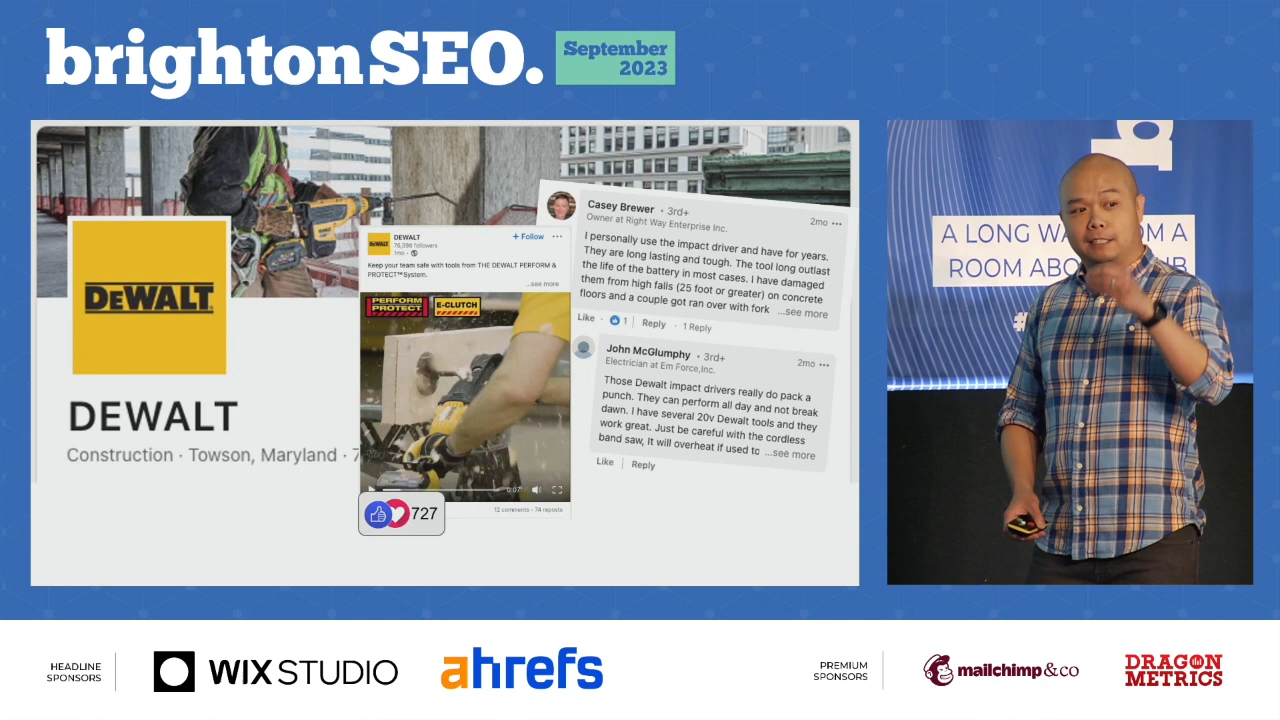 brightonSEO.
September
2023
DEWALT
DEWALT
Construction · Towson, Maryland · 7
DEWALT
76,398 followers
1mo ·
+ Follow ···
Keep your team safe with tools from THE DEWALT PERFORM &
PROTECT™System.
...see more
PERFORM
PROTECT
E-CLUTCH
0:07
12 comments · 74 reposts
727
Casey Brewer · 3rd+
2mo ···
Owner at Right Way Enterprise Inc.
I personally use the impact driver and have for years.
They are long lasting and tough. The tool long outlast
the life of the battery in most cases. I have damaged
them from high falls (25 foot or greater) on concrete
floors and a couple got ran over with fork ...see more
Like · 1 | Reply · 1 Reply
John McGlumphy · 3rd+
2mo ···
Electrician at Em Force,Inc.
Those Dewalt impact drivers really do pack a
punch. They can perform all day and not break
dawn. I have several 20v Dewalt tools and they
work great. Just be careful with the cordless
band saw, It will overheat if used to ...see more
Like | Reply
A LONG
ROOM
#
HEADLINE
SPONSORS
WIX STUDIO
ahrefs
PREMIUM
SPONSORS
mailchimp &co
DRAGON
METRICS